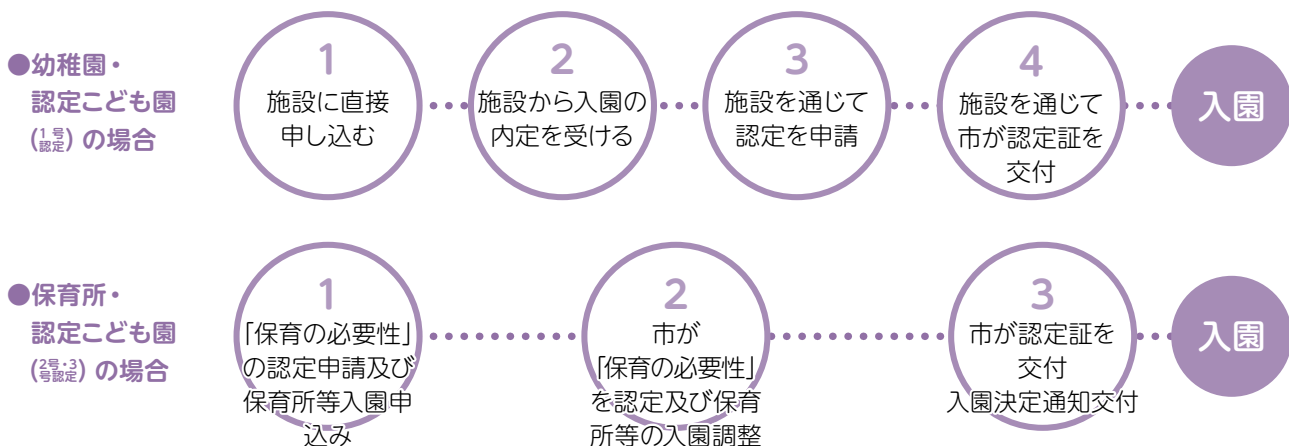 ●幼稚園・
認定こども園
(1号認定) の場合
1
施設に直接
申し込む
2
施設から入園の
内定を受ける
3
施設を通じて
認定を申請
4
施設を通じて
市が認定証を
交付
入園
●保育所・
認定こども園
(2号・3号認定) の場合
1
「保育の必要性」
の認定申請及び
保育所等入園申
込み
2
市が
「保育の必要性」
を認定及び保育
所等の入園調整
3
市が認定証を
交付
入園決定通知交付
入園